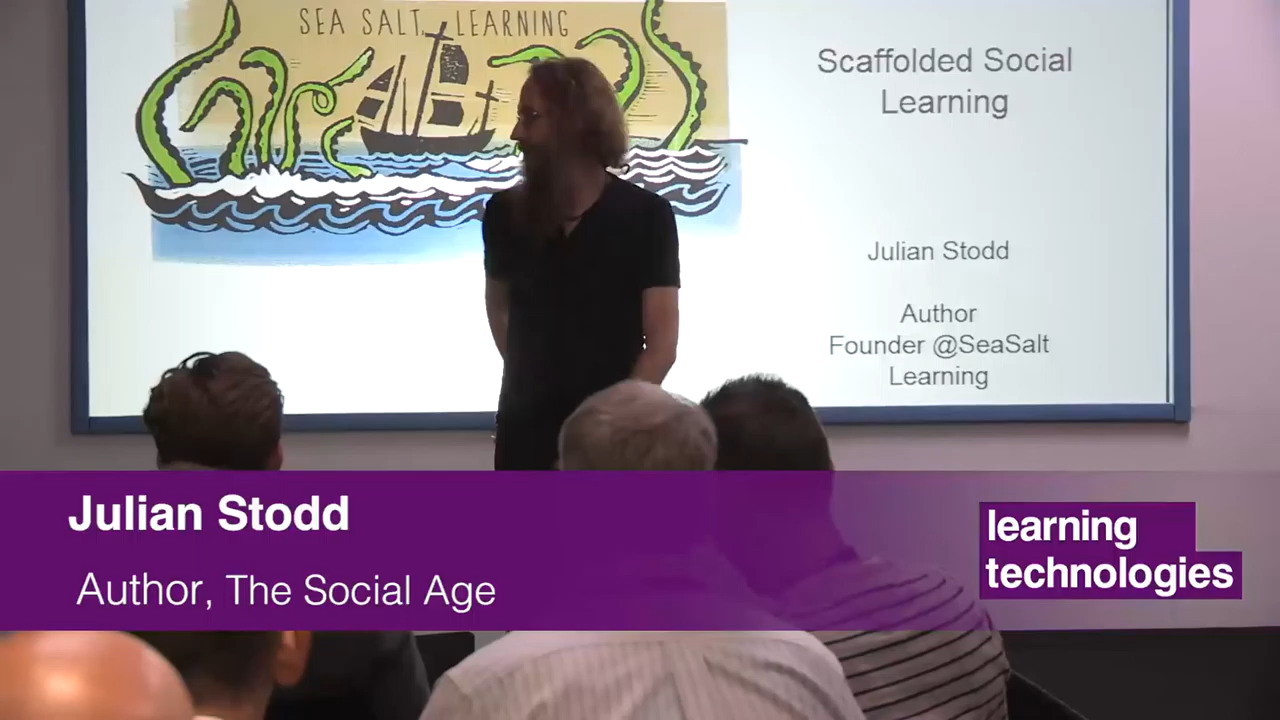 SEA SALT LEARNING
Scaffolded Social
Learning
Julian Stodd
Author
Founder @SeaSalt
Learning
Julian Stodd
Author, The Social Age
learning
technologies